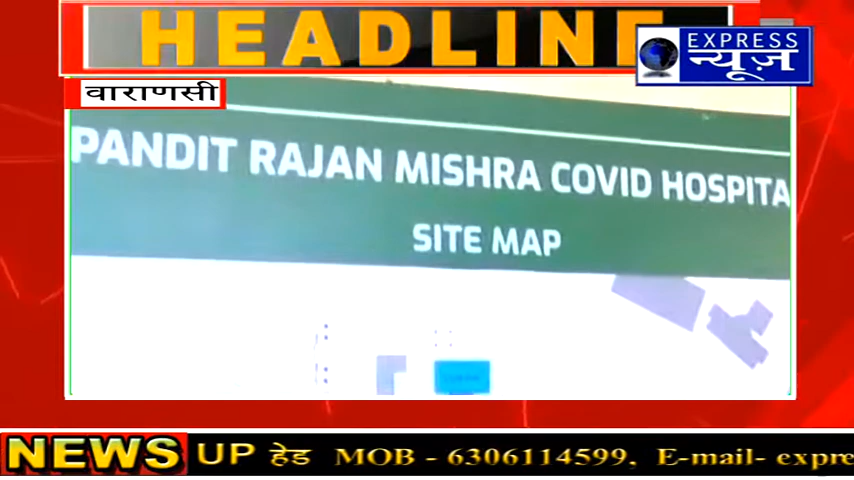 HEADLINE
EXPRESS
न्यूज़
वाराणसी
PANDIT RAJAN MISHRA COVID HOSPITA
SITE MAP
NEWS UP हेड MOB - 6306114599, E-mail- expre